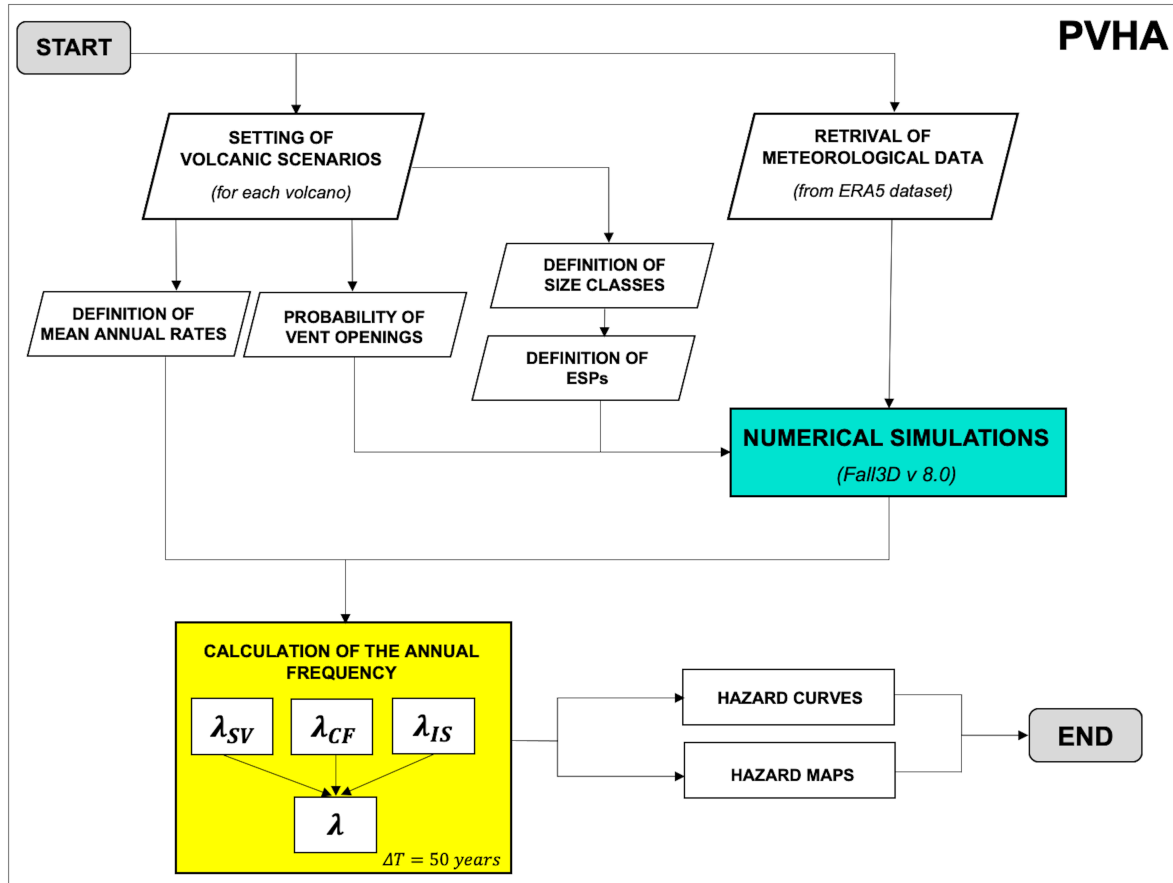 PVHA
START
SETTING OF
VOLCANIC SCENARIOS
(for each volcano)
RETRIVAL OF
METEOROLOGICAL DATA
(from ERA5 dataset)
DEFINITION OF
MEAN ANNUAL RATES
PROBABILITY OF
VENT OPENINGS
DEFINITION OF
SIZE CLASSES
DEFINITION OF
ESPs
NUMERICAL SIMULATIONS
(Fall3D v 8.0)
CALCULATION OF THE ANNUAL
FREQUENCY
λSV
λCF
λIS
λ
ΔT = 50 years
HAZARD CURVES
HAZARD MAPS
END